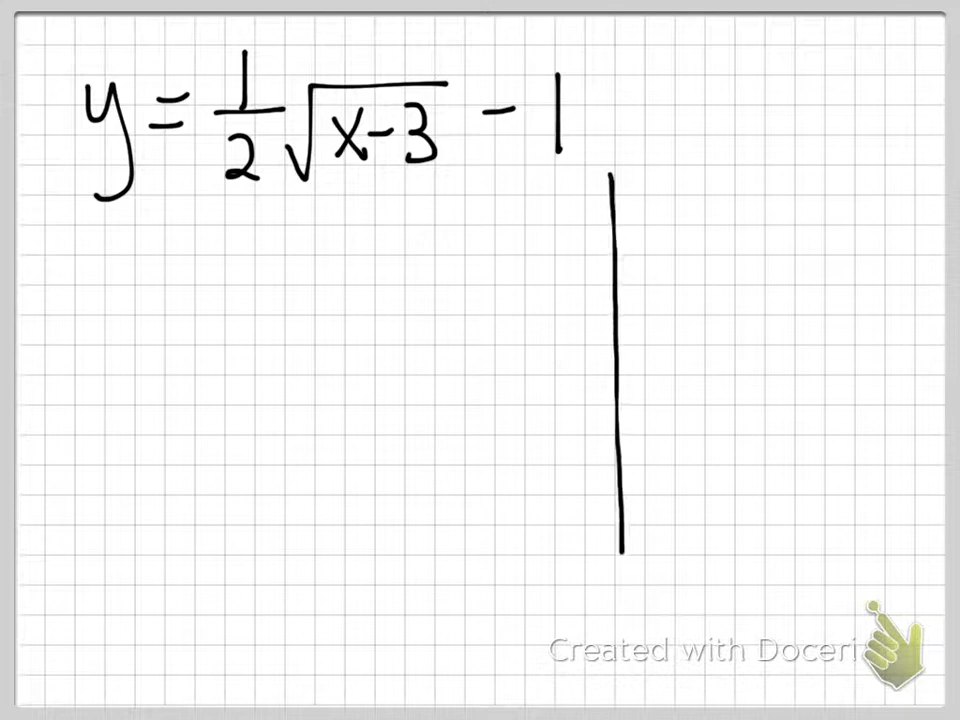 y = 1/2 √(x-3) - 1
Created with Doceri